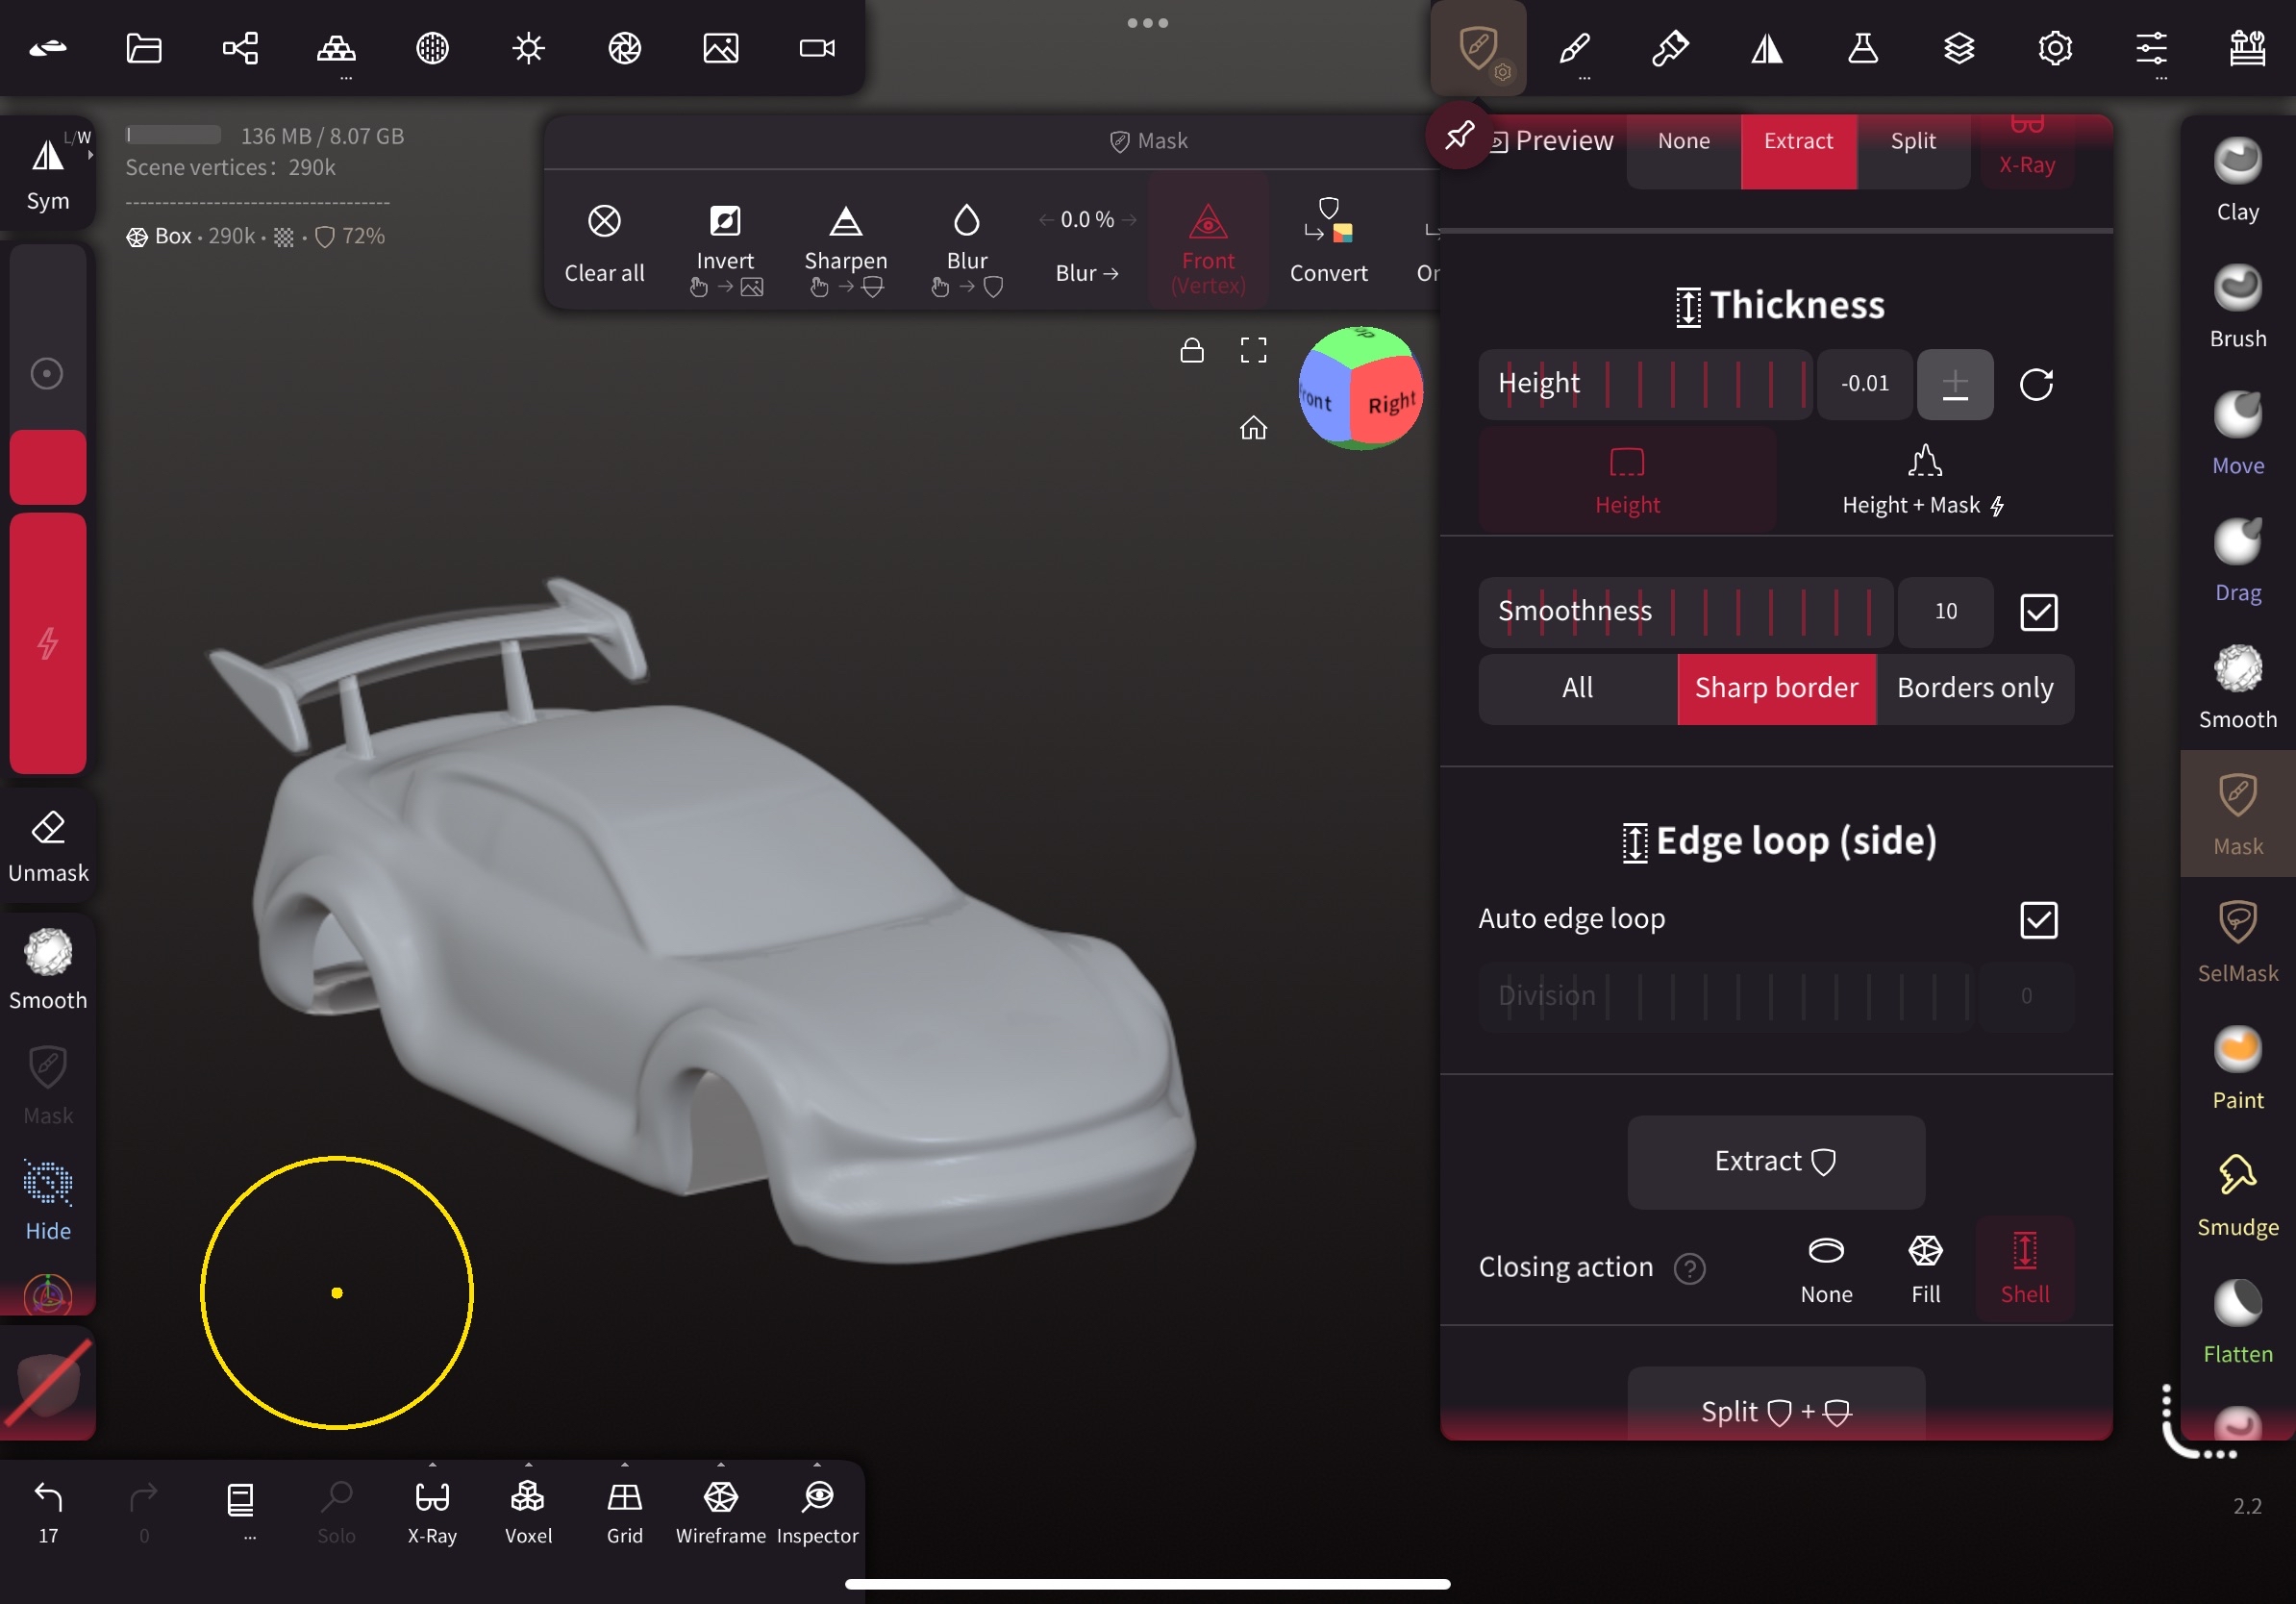 L/W
Sym
136 MB / 8.07 GB
Scene vertices: 290k
Box • 290k • • 72%
Mask
Clear all
Invert
Sharpen
Blur
0.0 %
Blur →
Front
(Vertex)
Convert
Preview
None
Extract
Split
X-Ray
Thickness
Height
-0.01
±
Height
Height + Mask
Smoothness
10
All
Sharp border
Borders only
Edge loop (side)
Auto edge loop
Division
0
Extract
Closing action
?
None
Fill
Shell
Split +
Right
Unmask
Smooth
Mask
Hide
Clay
Brush
Move
Drag
Smooth
Mask
SelMask
Paint
Smudge
Flatten
17
0
...
Solo
X-Ray
Voxel
Grid
Wireframe
Inspector
2.2